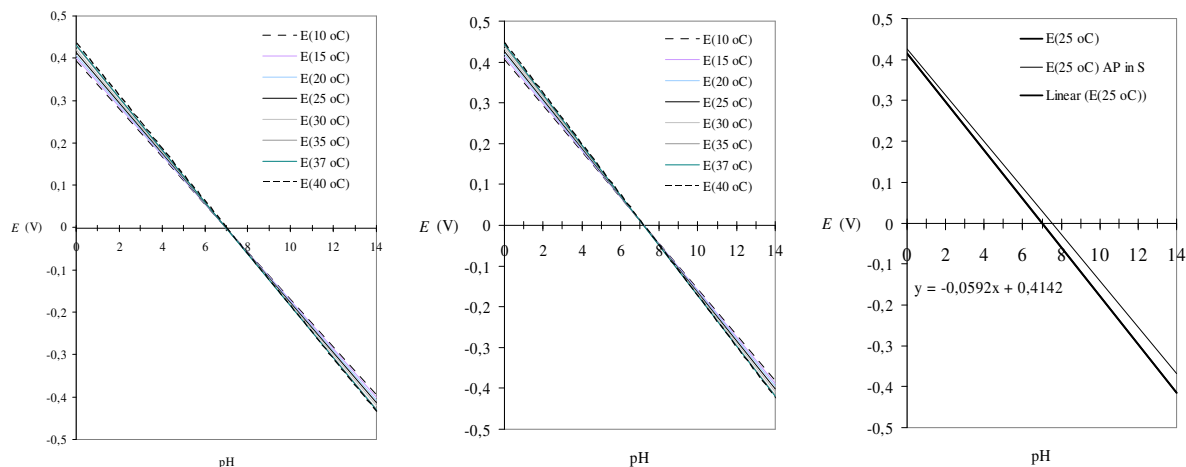 0,5
0,4
0,3
0,2
0,1
0
-0,1
-0,2
-0,3
-0,4
-0,5
E (V)
0 2 4 6 8 10 12 14
pH
E(10 oC)
E(15 oC)
E(20 oC)
E(25 oC)
E(30 oC)
E(35 oC)
E(37 oC)
E(40 oC)
0,5
0,4
0,3
0,2
0,1
0
-0,1
-0,2
-0,3
-0,4
-0,5
E (V)
0 2 4 6 8 10 12 14
pH
E(10 oC)
E(15 oC)
E(20 oC)
E(25 oC)
E(30 oC)
E(35 oC)
E(37 oC)
E(40 oC)
0,5
0,4
0,3
0,2
0,1
0
-0,1
-0,2
-0,3
-0,4
-0,5
E (V)
0 2 4 6 8 10 12 14
pH
E(25 oC)
E(25 oC) AP in S
Linear (E(25 oC))
y = -0,0592x + 0,4142